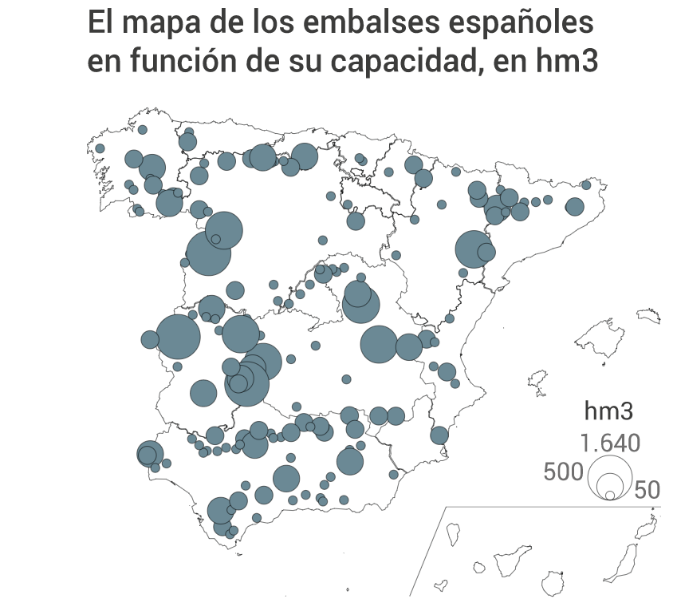 El mapa de los embalses españoles
en función de su capacidad, en hm3
hm3
1.640
500
50